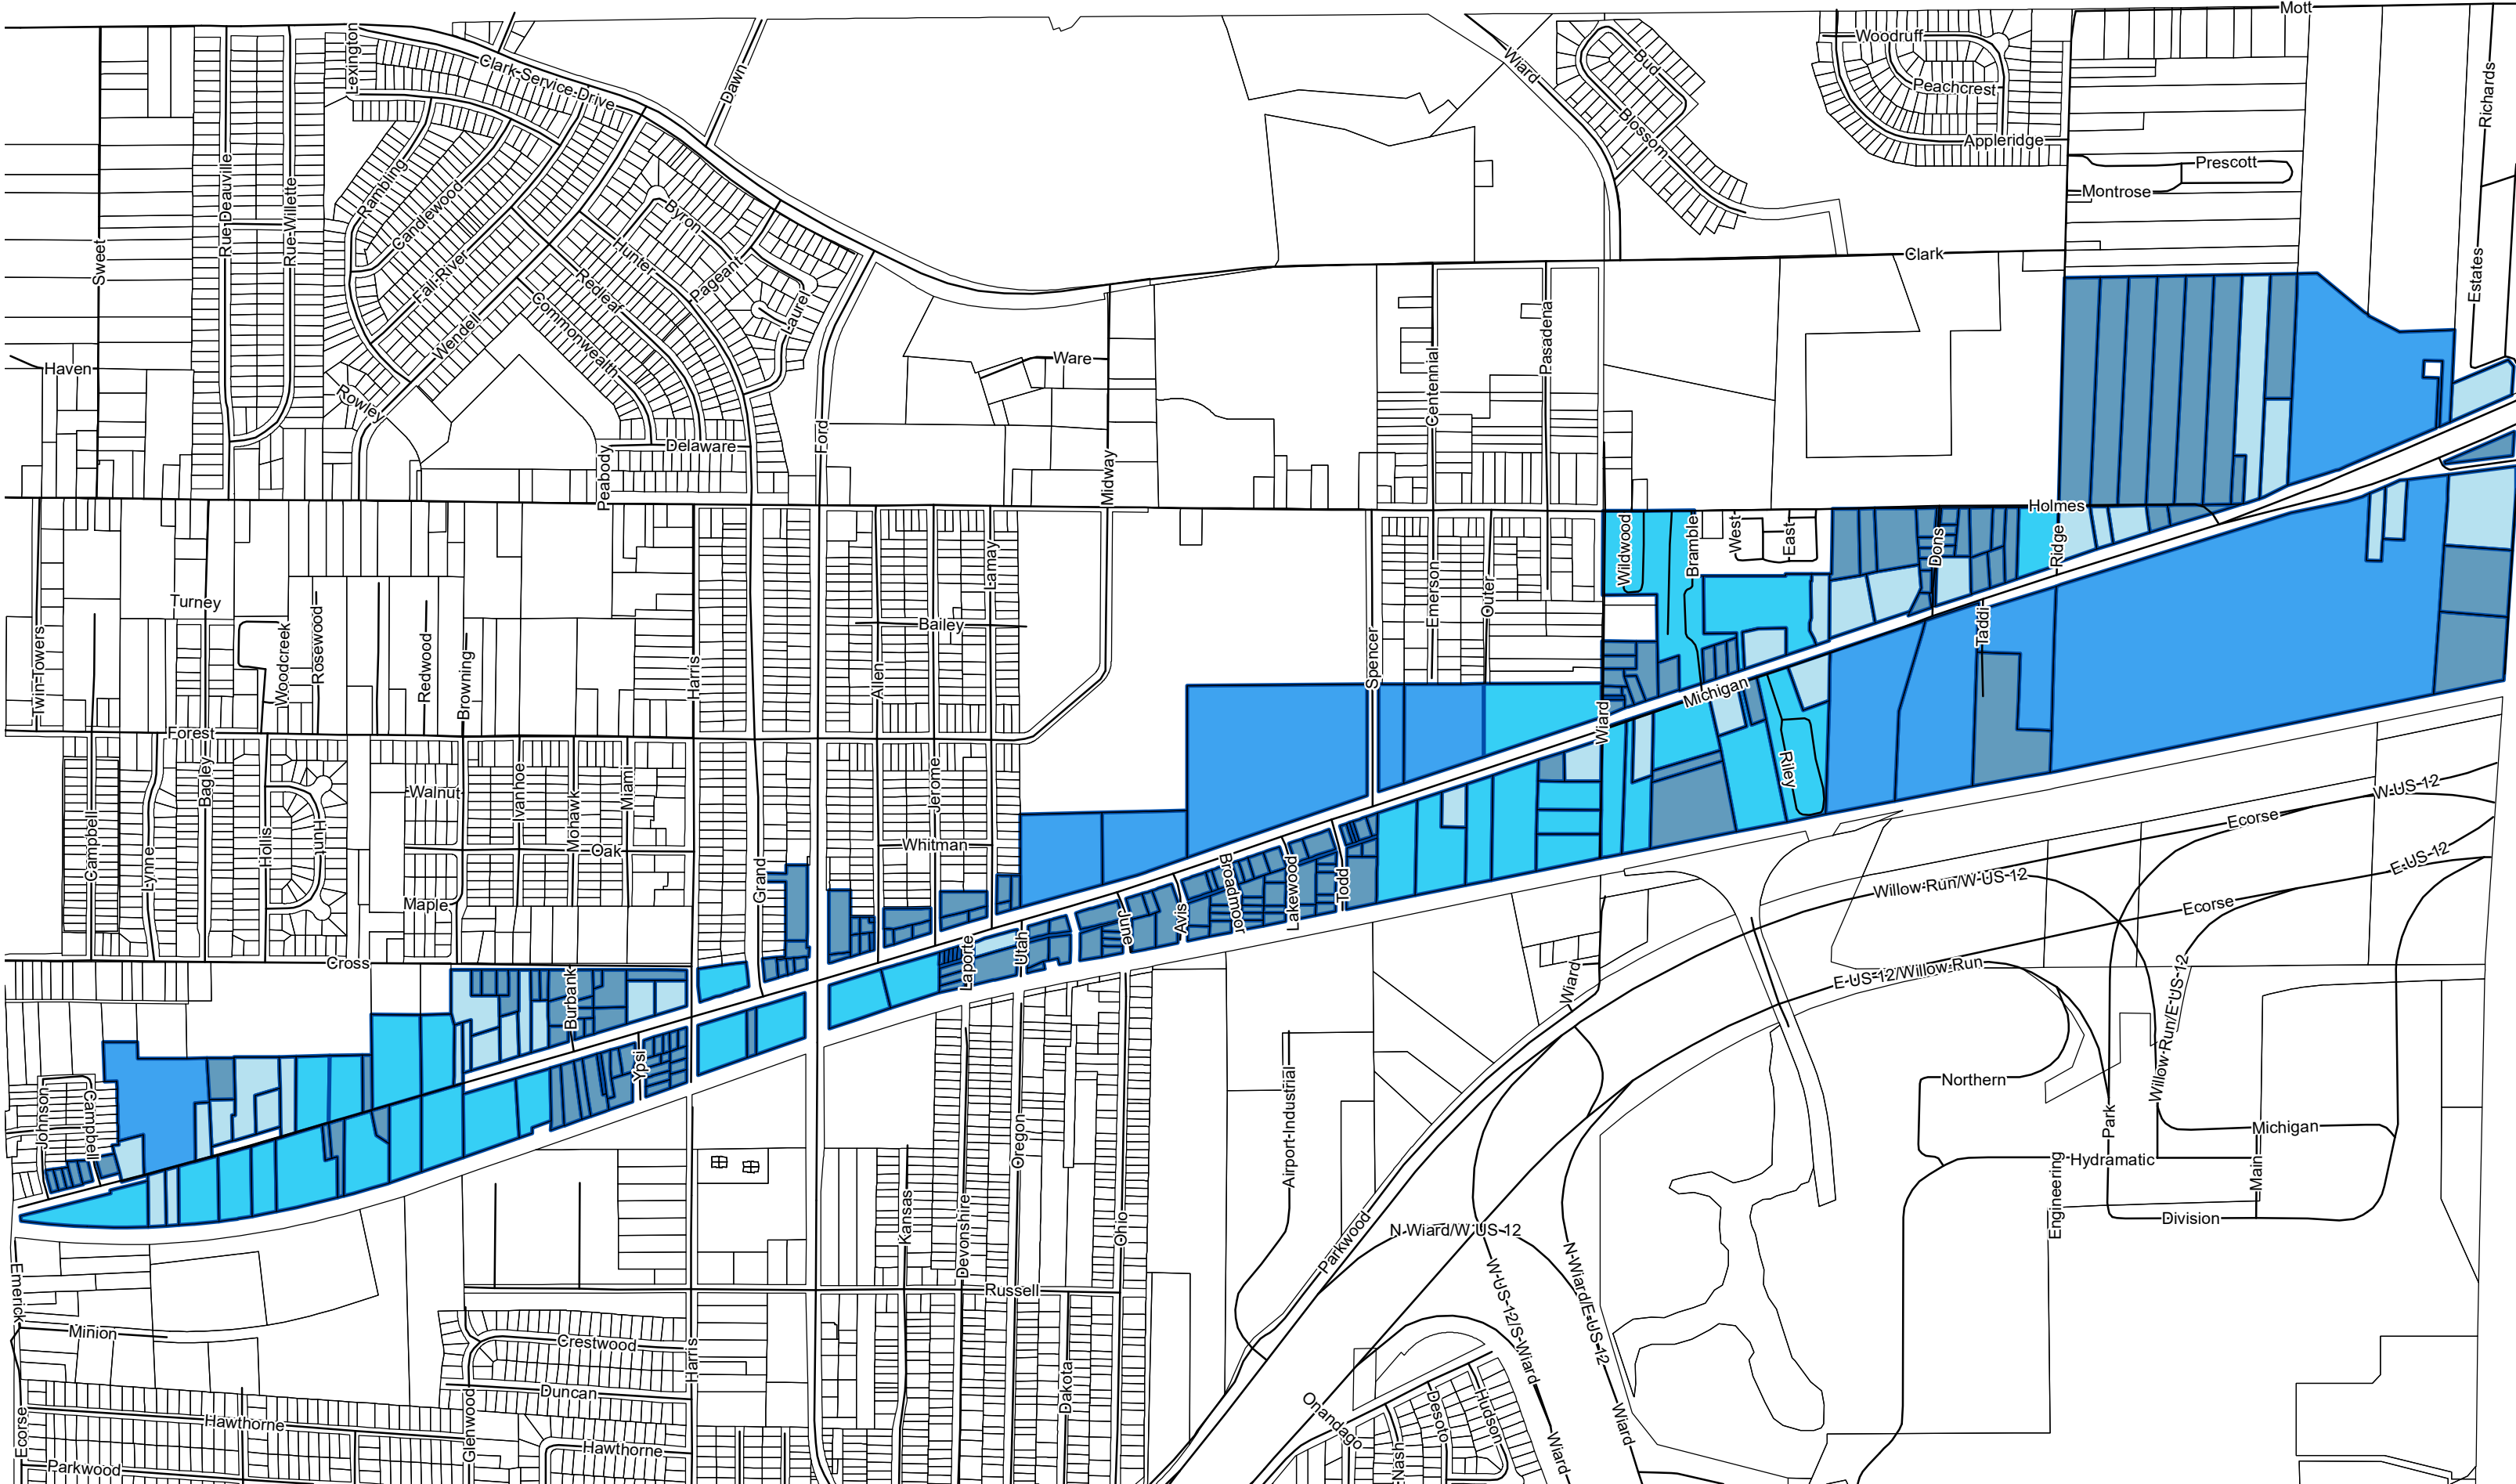 Mott
Lexington
Clark Service Drive
Dawn
Wiard
Bud
Blossom
Woodruff
Peachcrest
Appleridge
Richards
Prescott
Montrose
Sweet
Rue Deauville
Rue Willette
Rambling
Candlewood
Fall River
Wendell
Byron
Hunter
Pageant
Redleaf
Commonwealth
Laurel
Clark
Estates
Haven
Rowley
Ware
Centennial
Pasadena
Ford
Delaware
Peabody
Midway
Holmes
Wildwood
Brambler
West
East
Dons
Ridge
Lamay
Turney
Bailey
Emerson
Outer
Taddi
Twin Towers
Woodcreek
Rosewood
Redwood
Browning
Harris
Allen
Spencer
Michigan
Wiard
Forest
Riley
Walnut
Ivanhoe
Mohawk
Miami
Jerome
Campbell
Lynne
Bagley
Hollis
Hunt
Oak
Whitman
Grand
Maple
Broadmoor
Lakewood
Todd
June
Avis
Utah
Laporte
Cross
W US-12
Ecorse
E US-12
Willow Run/W US-12
Ecorse
E US-12/Willow Run
Wiard
Willow Run/E US-12
Burbank
Ypsi
Johnson
Campbell
Airport Industrial
Northern
Park
Michigan
Oregon
Hydramatic
Main
Engineering
Division
Kansas
Devonshire
Ohio
Parkwood
N Wiard/W US-12
W US-12/S Wiard
N Wiard/E US-12
Emerick
Russell
Minion
Crestwood
Harris
Duncan
Dakota
Hawthorne
Glenwood
Hawthorne
Ecorse
Parkwood
Onandago
Nash
Desoto
Hudson
Wiard
Wiard